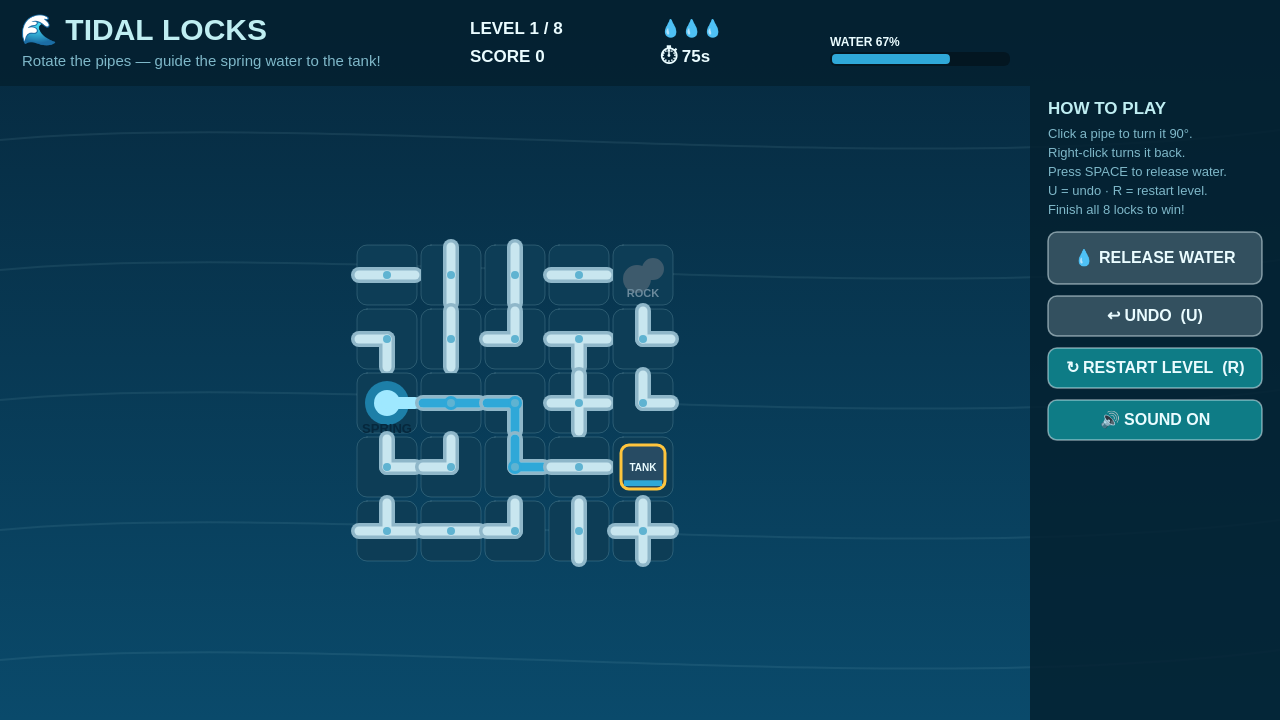 🌊 TIDAL LOCKS
Rotate the pipes — guide the spring water to the tank!
LEVEL 1 / 8
SCORE 0
💧💧💧
⏱ 75s
WATER 67%
HOW TO PLAY
Click a pipe to turn it 90°.
Right-click turns it back.
Press SPACE to release water.
U = undo · R = restart level.
Finish all 8 locks to win!
💧 RELEASE WATER
↩ UNDO (U)
↻ RESTART LEVEL (R)
🔊 SOUND ON
ROCK
SPRING
TANK